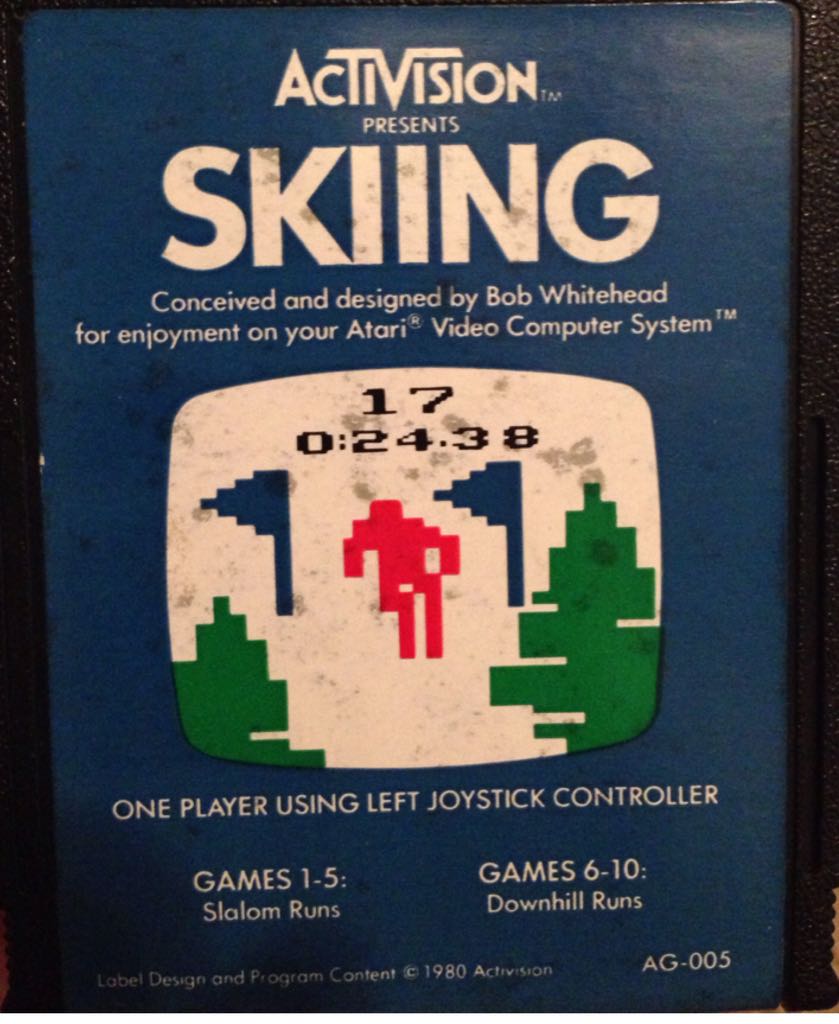 ACTIVISION™
PRESENTS
SKIING
Conceived and designed by Bob Whitehead
for enjoyment on your Atari® Video Computer System™
17
0:24.38
ONE PLAYER USING LEFT JOYSTICK CONTROLLER
GAMES 1-5:
Slalom Runs
GAMES 6-10:
Downhill Runs
Label Design and Program Content © 1980 Activision
AG-005